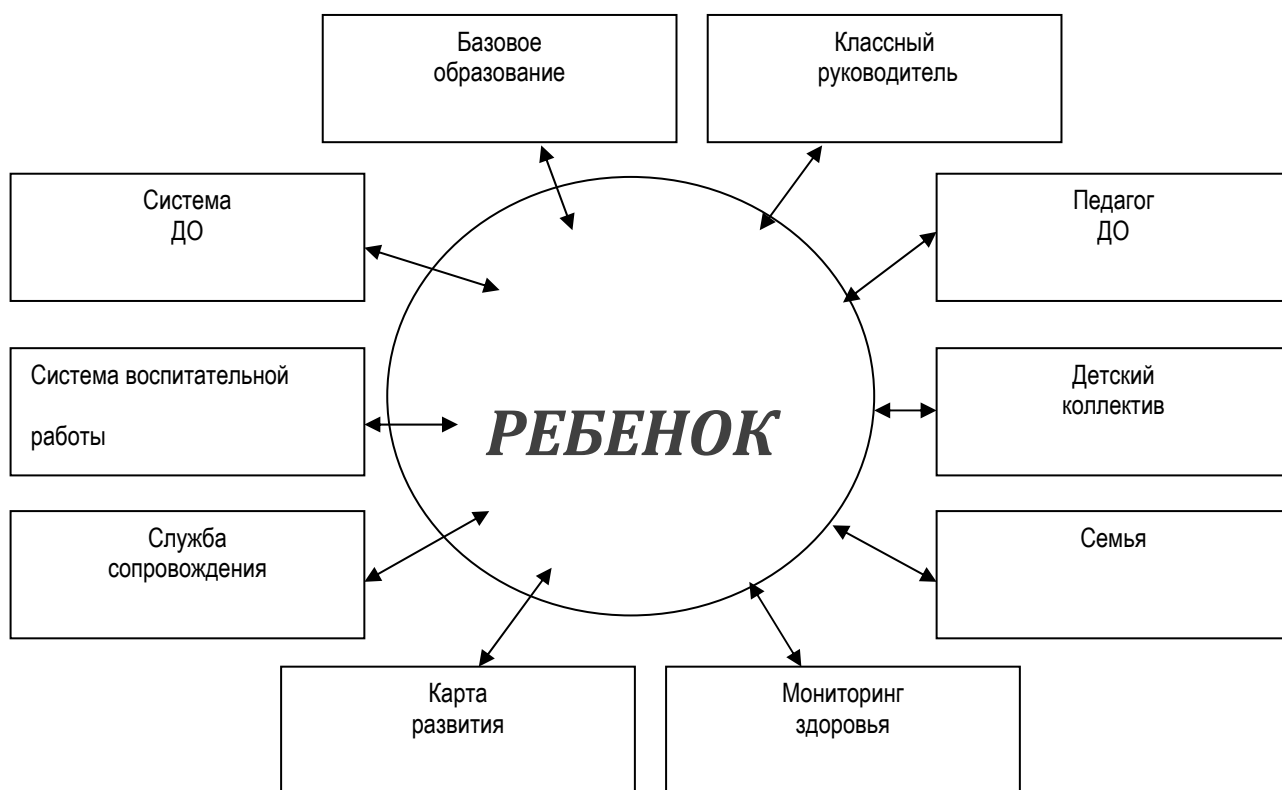 Базовое
образование
Классный
руководитель
Система
ДО
Педагог
ДО
Система воспитательной
работы
Детский
коллектив
РЕБЕНОК
Служба
сопровождения
Семья
Карта
развития
Мониторинг
здоровья